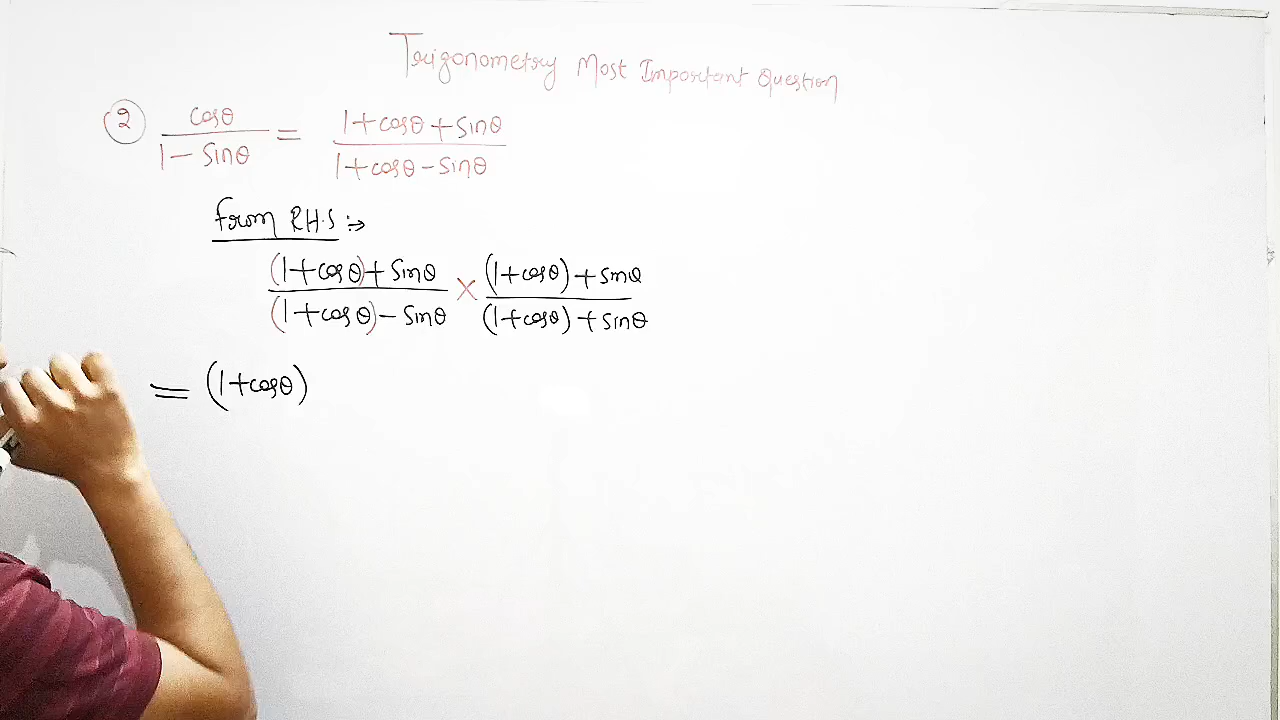 Trigonometry Most Important Question
② cosθ / 1 - Sinθ = 1 + cosθ + Sinθ / 1 + cosθ - Sinθ
from R.H.S :→
(1 + cosθ) + Sinθ / (1 + cosθ) - Sinθ × (1 + cosθ) + Sinθ / (1 + cosθ) + Sinθ
= (1 + cosθ)